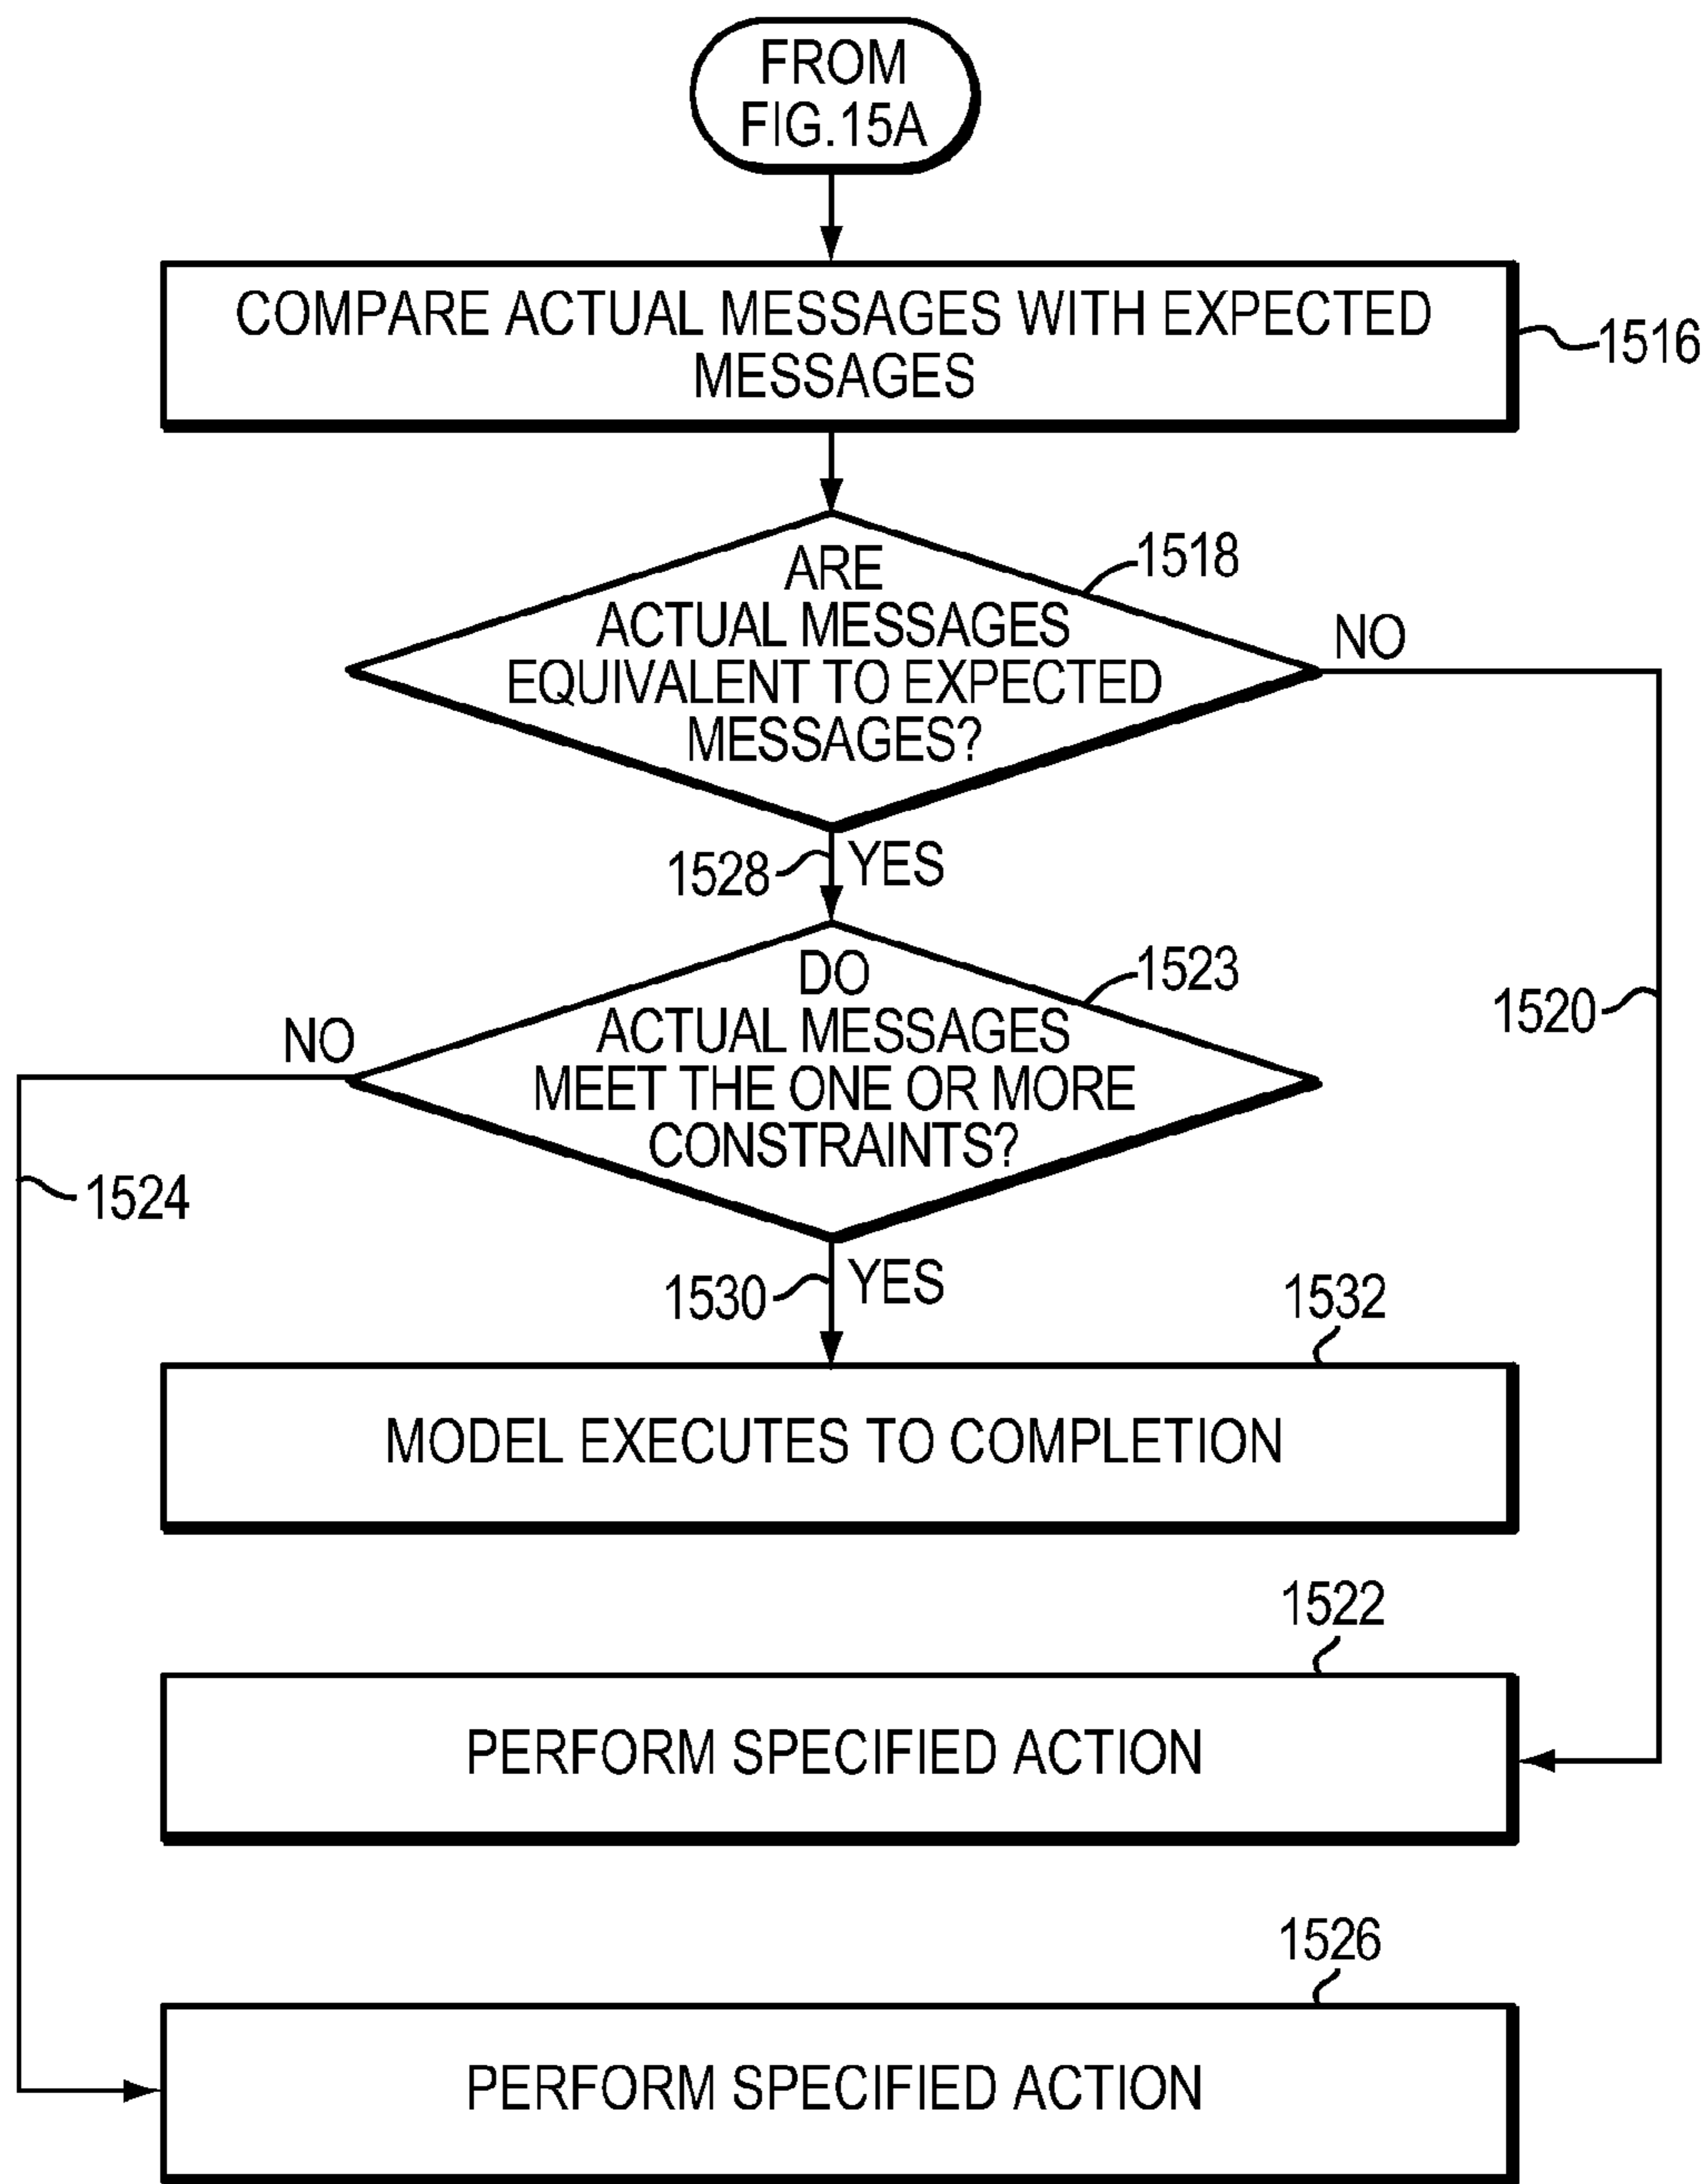 FROM
FIG.15A
COMPARE ACTUAL MESSAGES WITH EXPECTED
MESSAGES
1516
ARE
ACTUAL MESSAGES
EQUIVALENT TO EXPECTED
MESSAGES?
1518
NO
1528
YES
1520
DO
ACTUAL MESSAGES
MEET THE ONE OR MORE
CONSTRAINTS?
1523
NO
1524
1530
YES
1532
MODEL EXECUTES TO COMPLETION
1522
PERFORM SPECIFIED ACTION
1526
PERFORM SPECIFIED ACTION